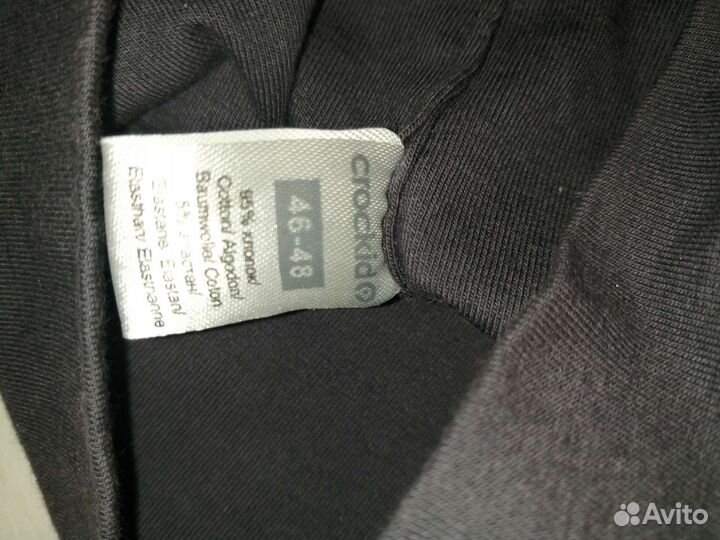 crockid
46-48
95% хлопок/
Cotton/ Algodon/
Baumwolle/ Coton
5% эластан/
Elastane/ Elastan/
Elasthan/ Elasthanne
Avito